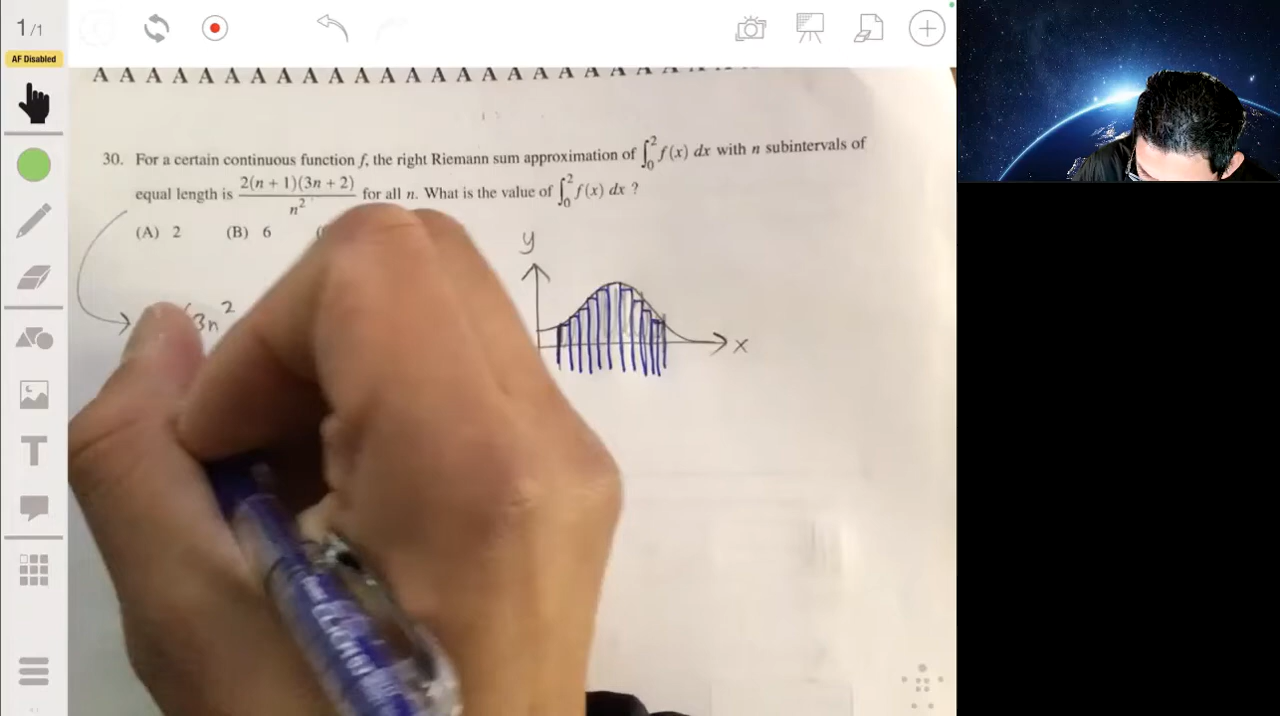 1/1
AF Disabled
T
A A A A A A A A A A A A A A A A A A A A A A A A
30. For a certain continuous function f, the right Riemann sum approximation of ∫₀² f(x) dx with n subintervals of
equal length is 2(n + 1)(3n + 2)/n² for all n. What is the value of ∫₀² f(x) dx ?
(A) 2 (B) 6
y
3n²
x